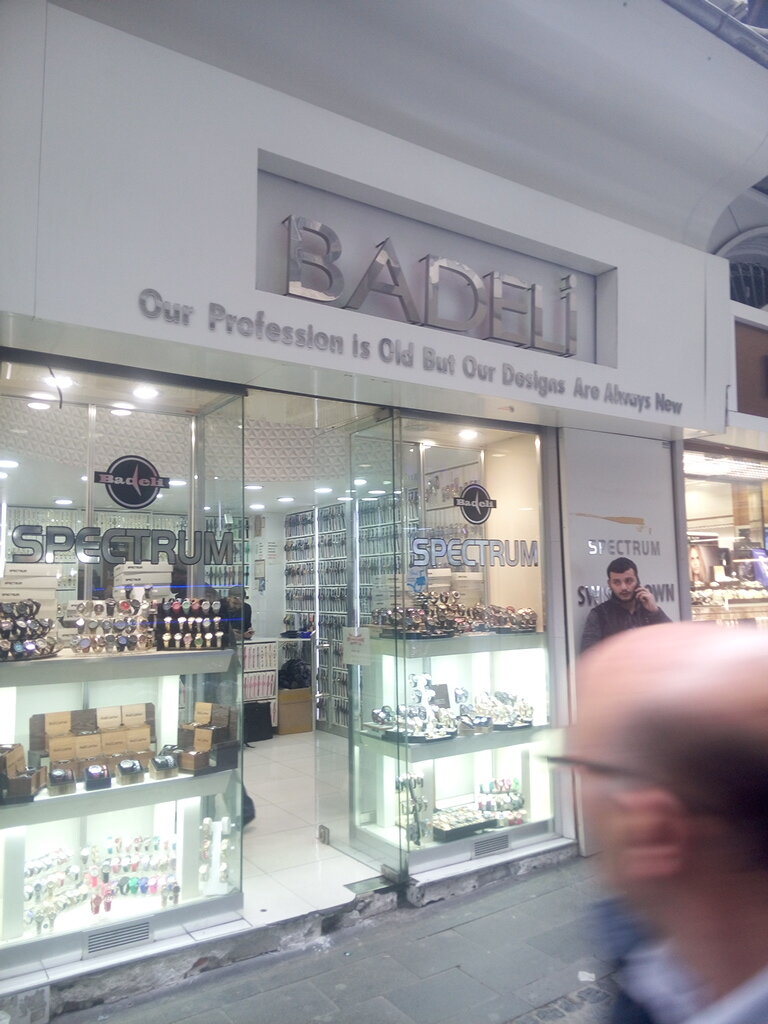 BADELİ
Our Profession is Old But Our Designs Are Always New
Badeli
SPECTRUM
Badeli
SPECTRUM
SPECTRUM